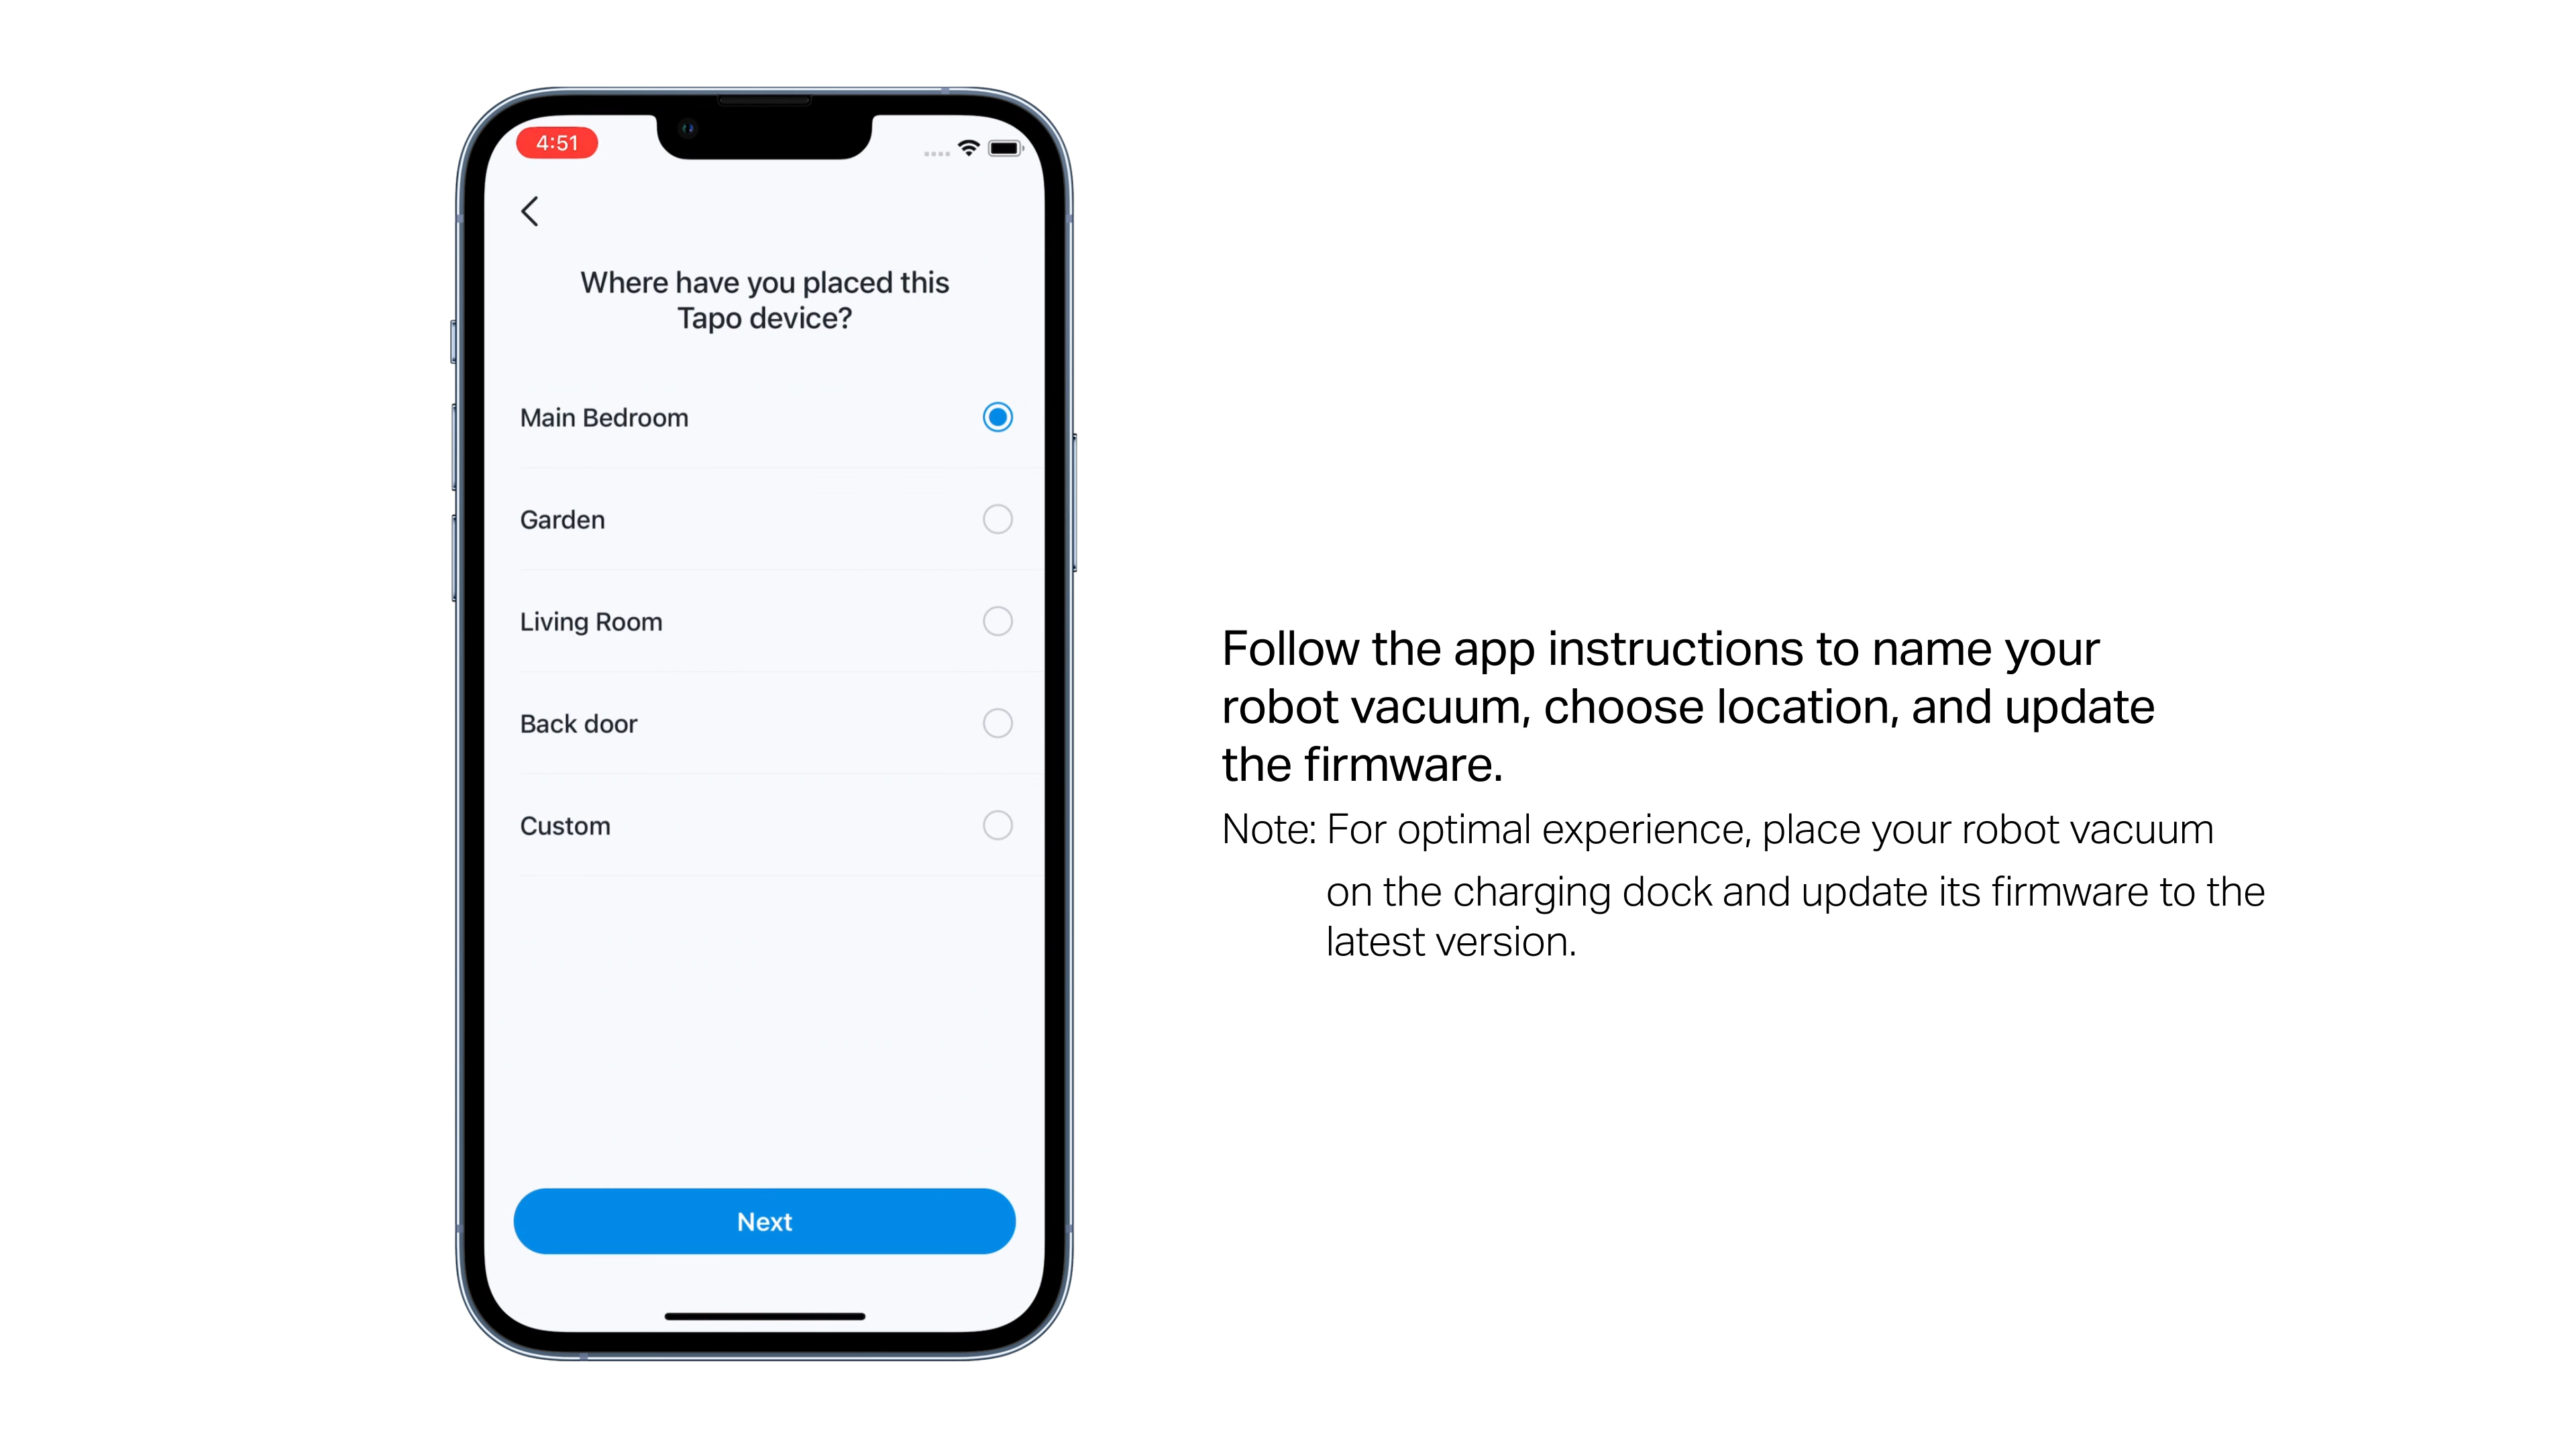 4:51
Where have you placed this
Tapo device?
Main Bedroom
Garden
Living Room
Back door
Custom
Next
Follow the app instructions to name your
robot vacuum, choose location, and update
the firmware.
Note: For optimal experience, place your robot vacuum
on the charging dock and update its firmware to the
latest version.